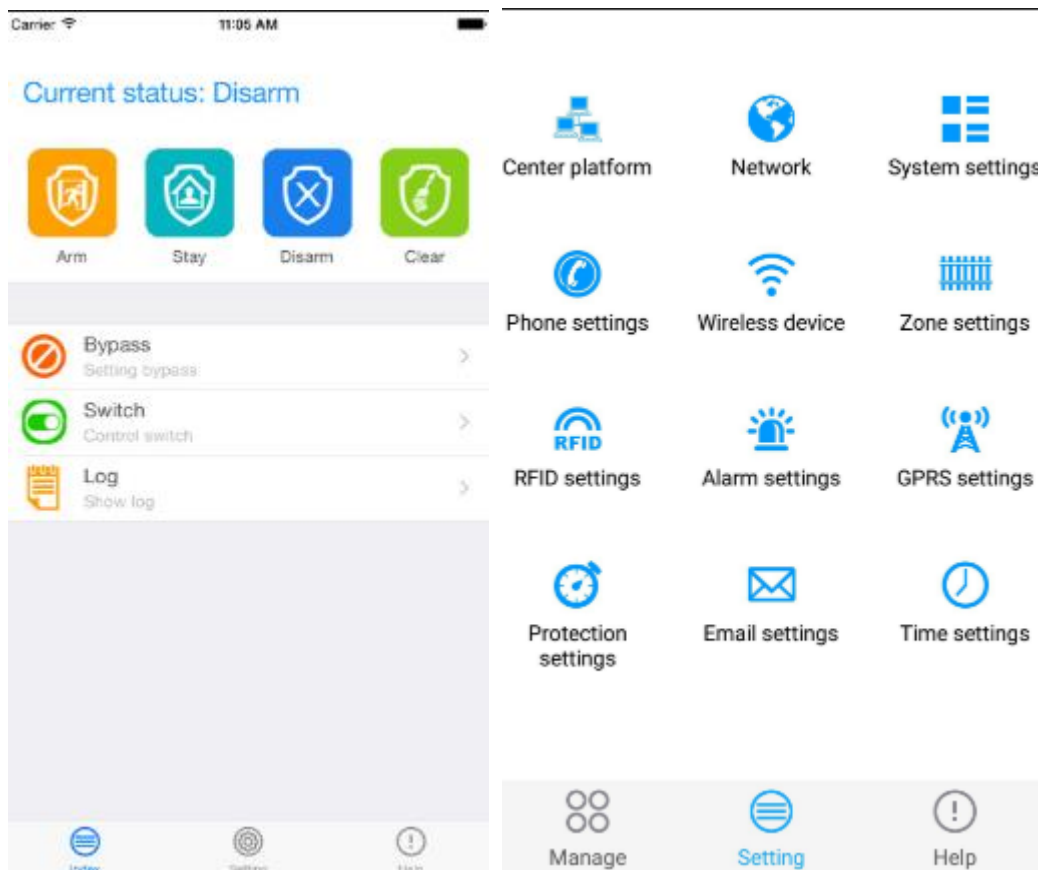 Carrier 11:05 AM
Current status: Disarm
Arm Stay Disarm Clear
Bypass
Setting bypass
Switch
Control switch
Log
Show log
Index Setting Help
Center platform Network System settings
Phone settings Wireless device Zone settings
RFID
RFID settings Alarm settings GPRS settings
Protection settings Email settings Time settings
Manage Setting Help